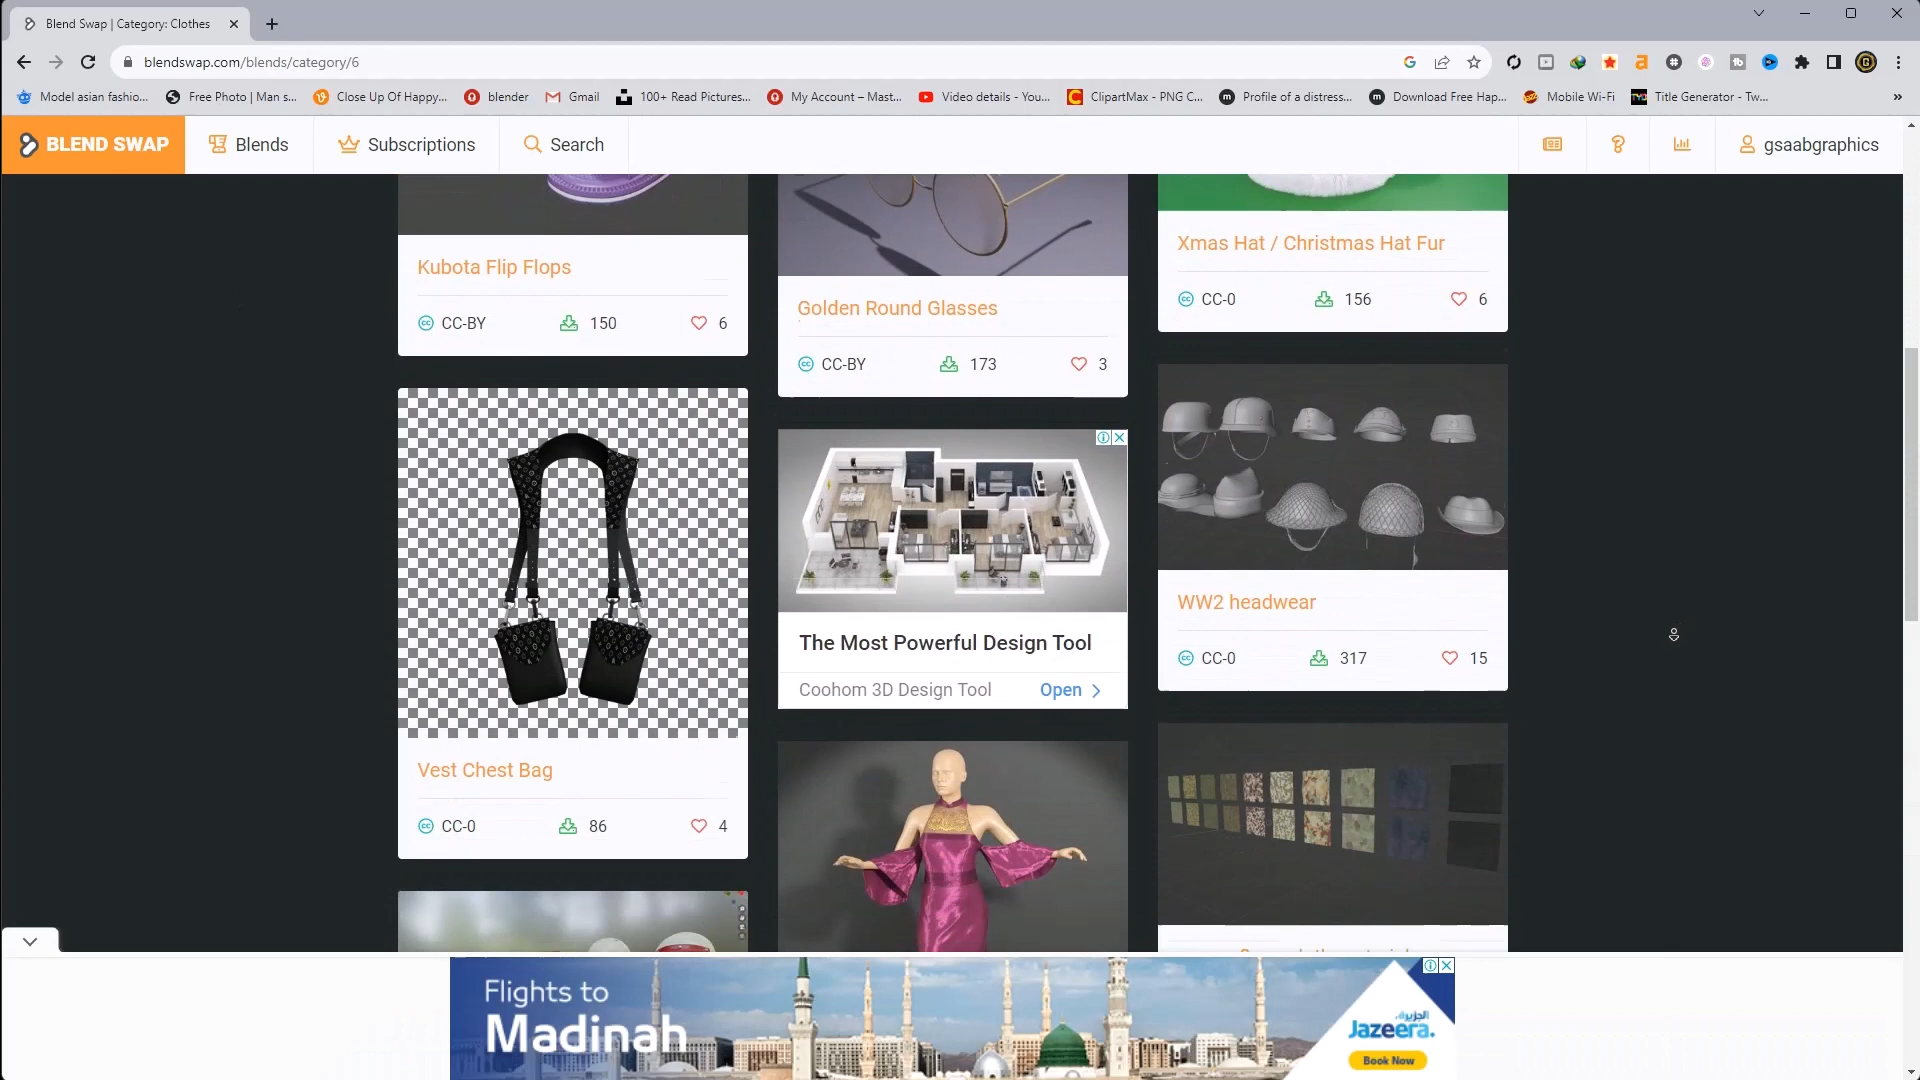 Blend Swap | Category: Clothes
blendswap.com/blends/category/6
Model asian fashio...
Free Photo | Man s...
Close Up Of Happy...
blender
Gmail
100+ Read Pictures...
My Account – Mast...
Video details - You...
ClipartMax - PNG C...
Profile of a distress...
Download Free Hap...
Mobile Wi-Fi
Title Generator - Tw...
BLEND SWAP
Blends
Subscriptions
Search
gsaabgraphics
Kubota Flip Flops
CC-BY 150 6
Golden Round Glasses
CC-BY 173 3
Xmas Hat / Christmas Hat Fur
CC-0 156 6
Vest Chest Bag
CC-0 86 4
The Most Powerful Design Tool
Coohom 3D Design Tool
Open
WW2 headwear
CC-0 317 15
Flights to
Madinah
الجزيرة
Jazeera.
Book Now